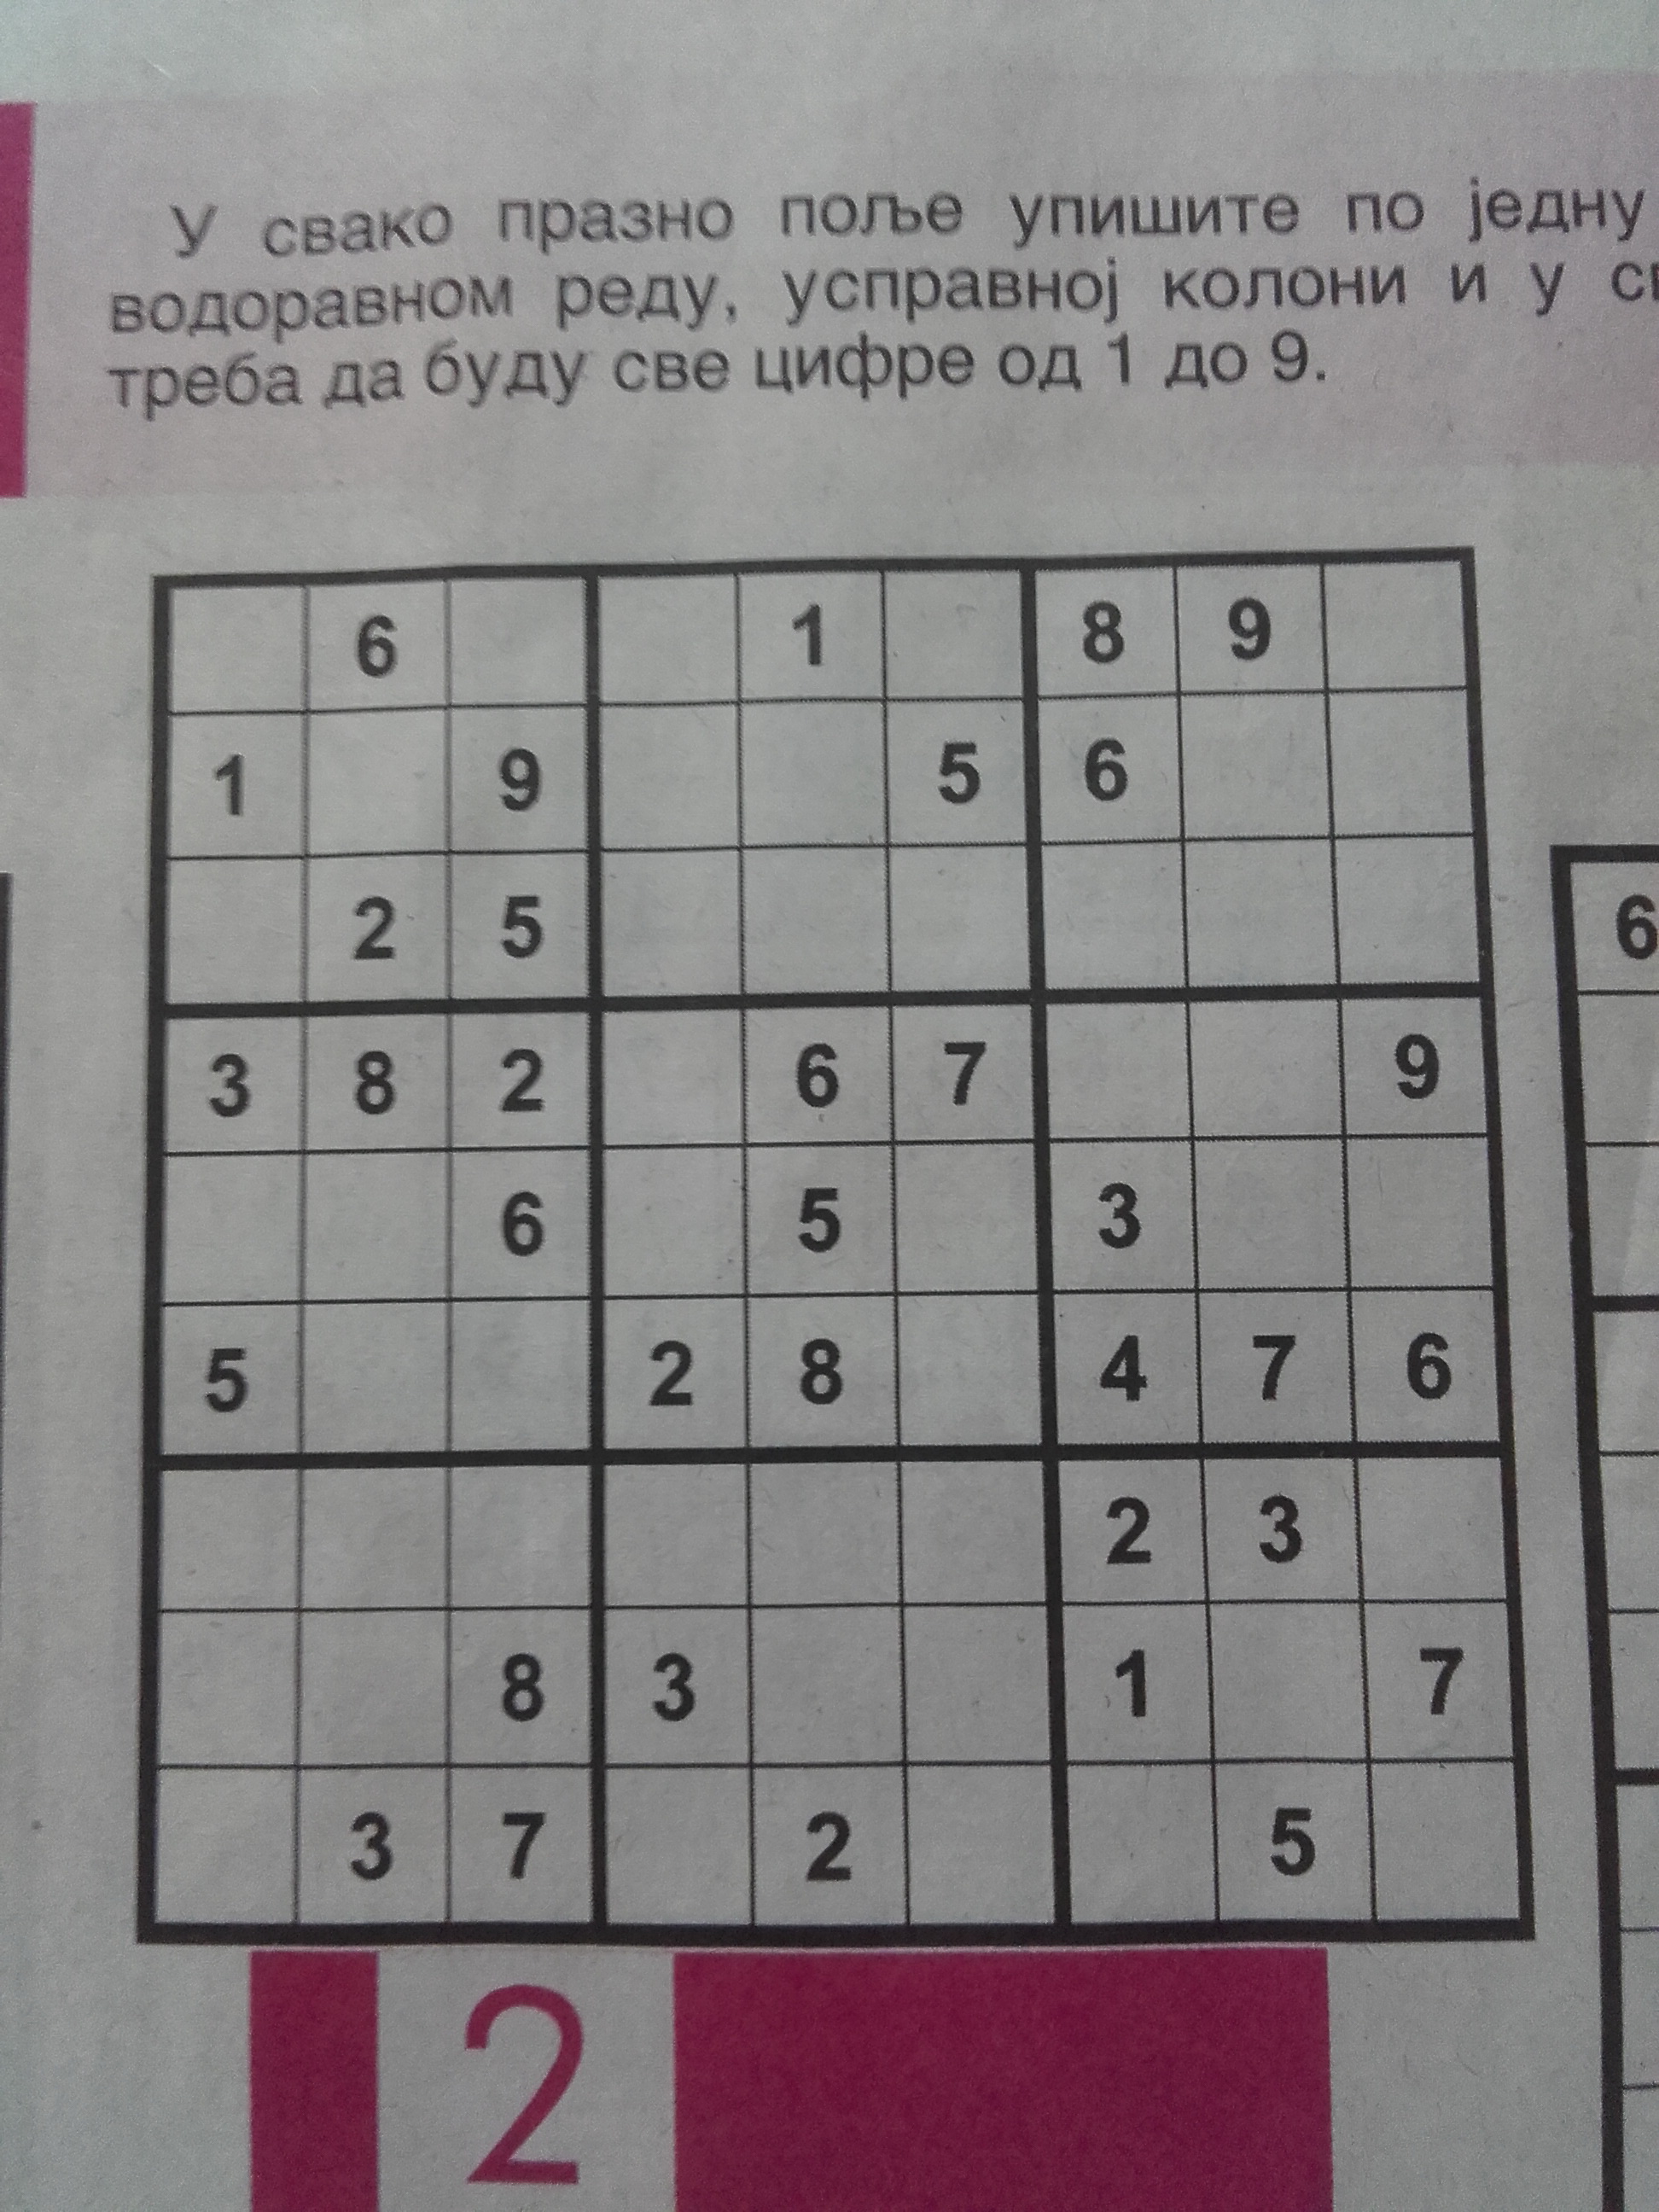 У свако празно поље упишите по једну
водоравном реду, усправној колони и у
треба да буду све цифре од 1 до 9.
6 1 8 9
1 9 5 6
2 5
6
3 8 2 6 7 9
6 5 3
5 2 8 4 7 6
2 3
8 3 1 7
3 7 2 5
2